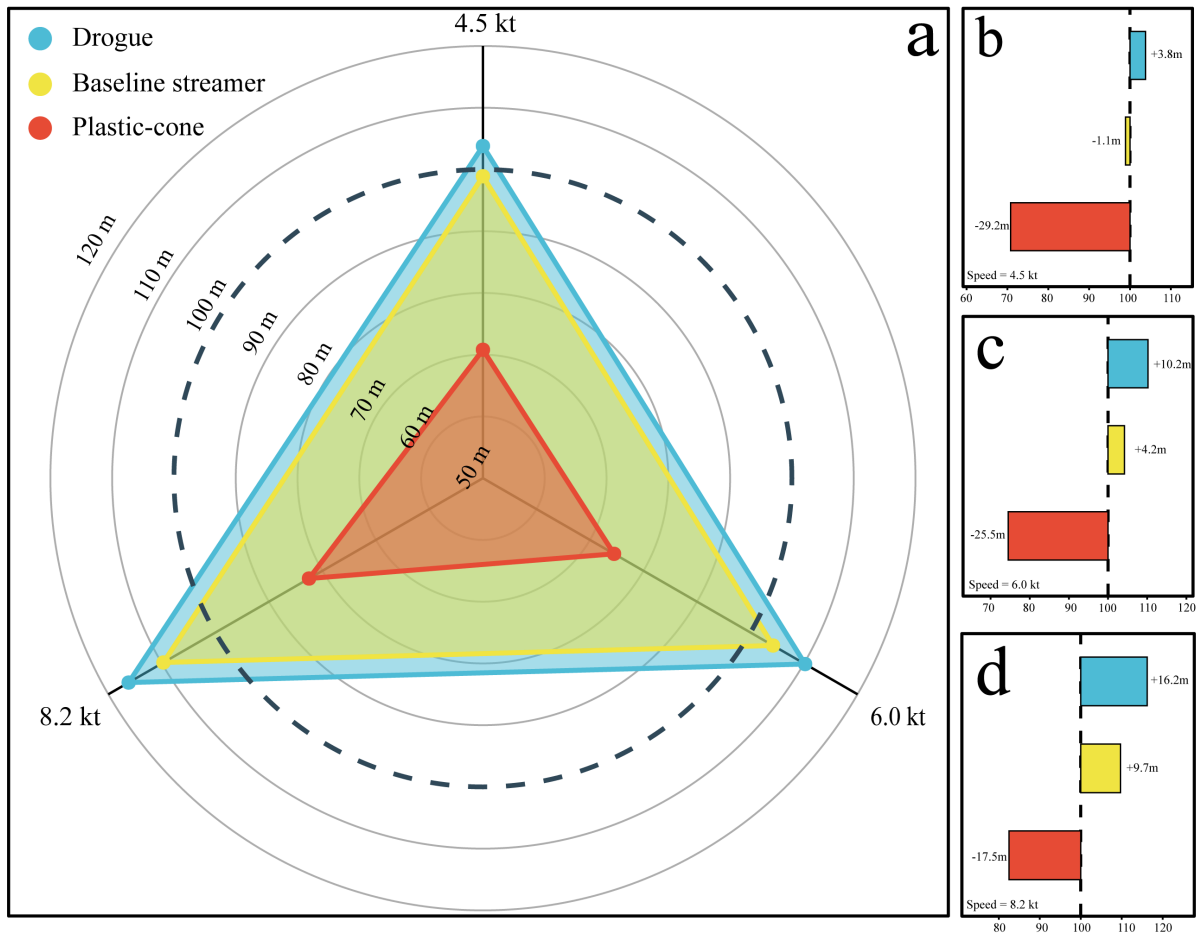 4.5 kt
a
Drogue
Baseline streamer
Plastic-cone
120 m
110 m
100 m
90 m
80 m
70 m
60 m
50 m
8.2 kt
6.0 kt
b
+3.8m
-1.1m
-29.2m
Speed = 4.5 kt
60 70 80 90 100 110
c
+10.2m
+4.2m
-25.5m
Speed = 6.0 kt
70 80 90 100 110 120
d
+16.2m
+9.7m
-17.5m
Speed = 8.2 kt
80 90 100 110 120